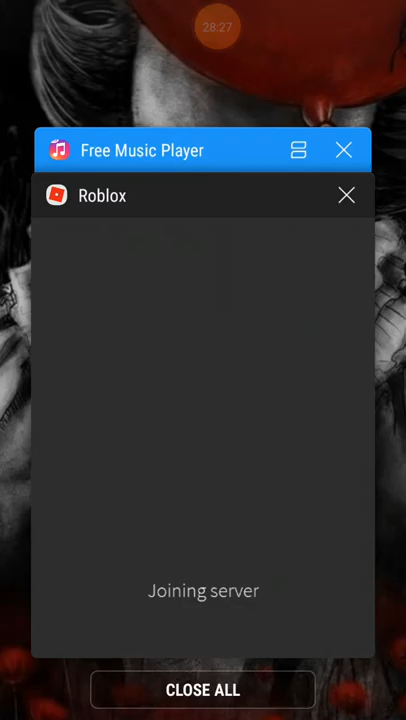 28:27
Free Music Player
Roblox
Joining server
CLOSE ALL